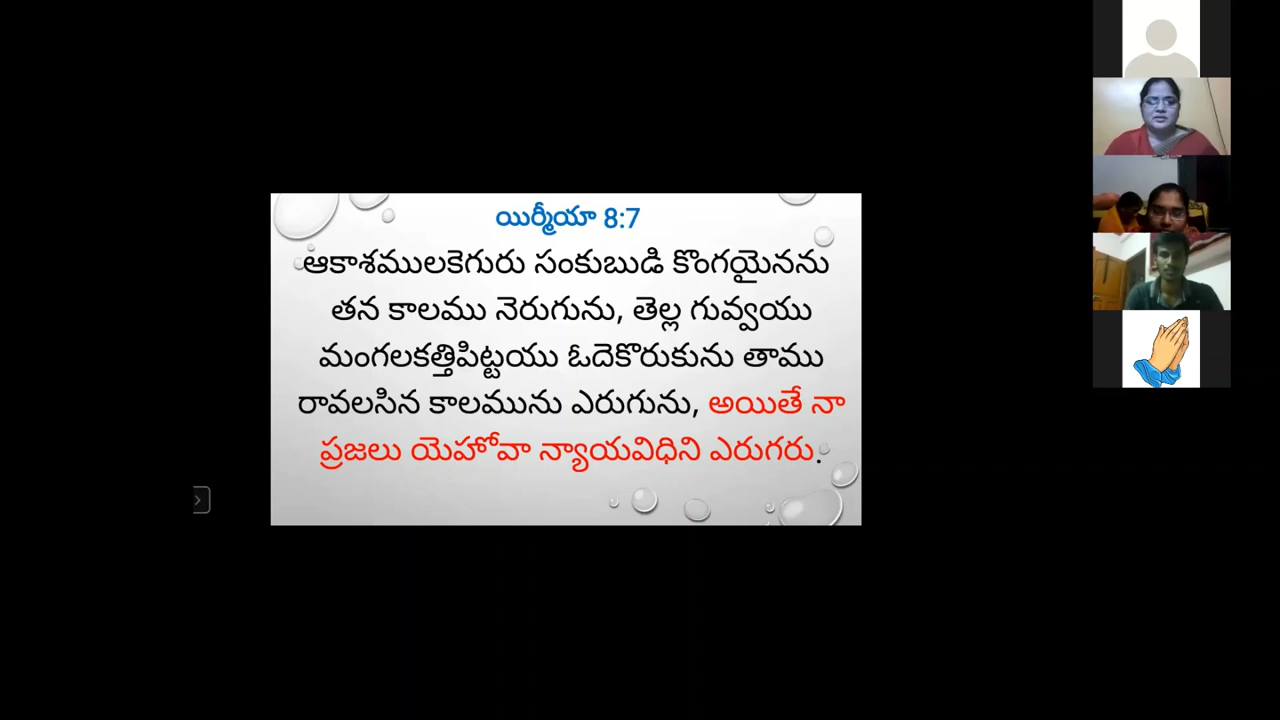 యిర్మీయా 8:7
ఆకాశములకెగురు సంకుబుడి కొంగయైనను
తన కాలము నెరుగును, తెల్ల గువ్వయు
మంగలకత్తిపిట్టయు ఓదెకొరుకును తాము
రావలసిన కాలమును ఎరుగును, అయితే నా
ప్రజలు యెహోవా న్యాయవిధిని ఎరుగరు.